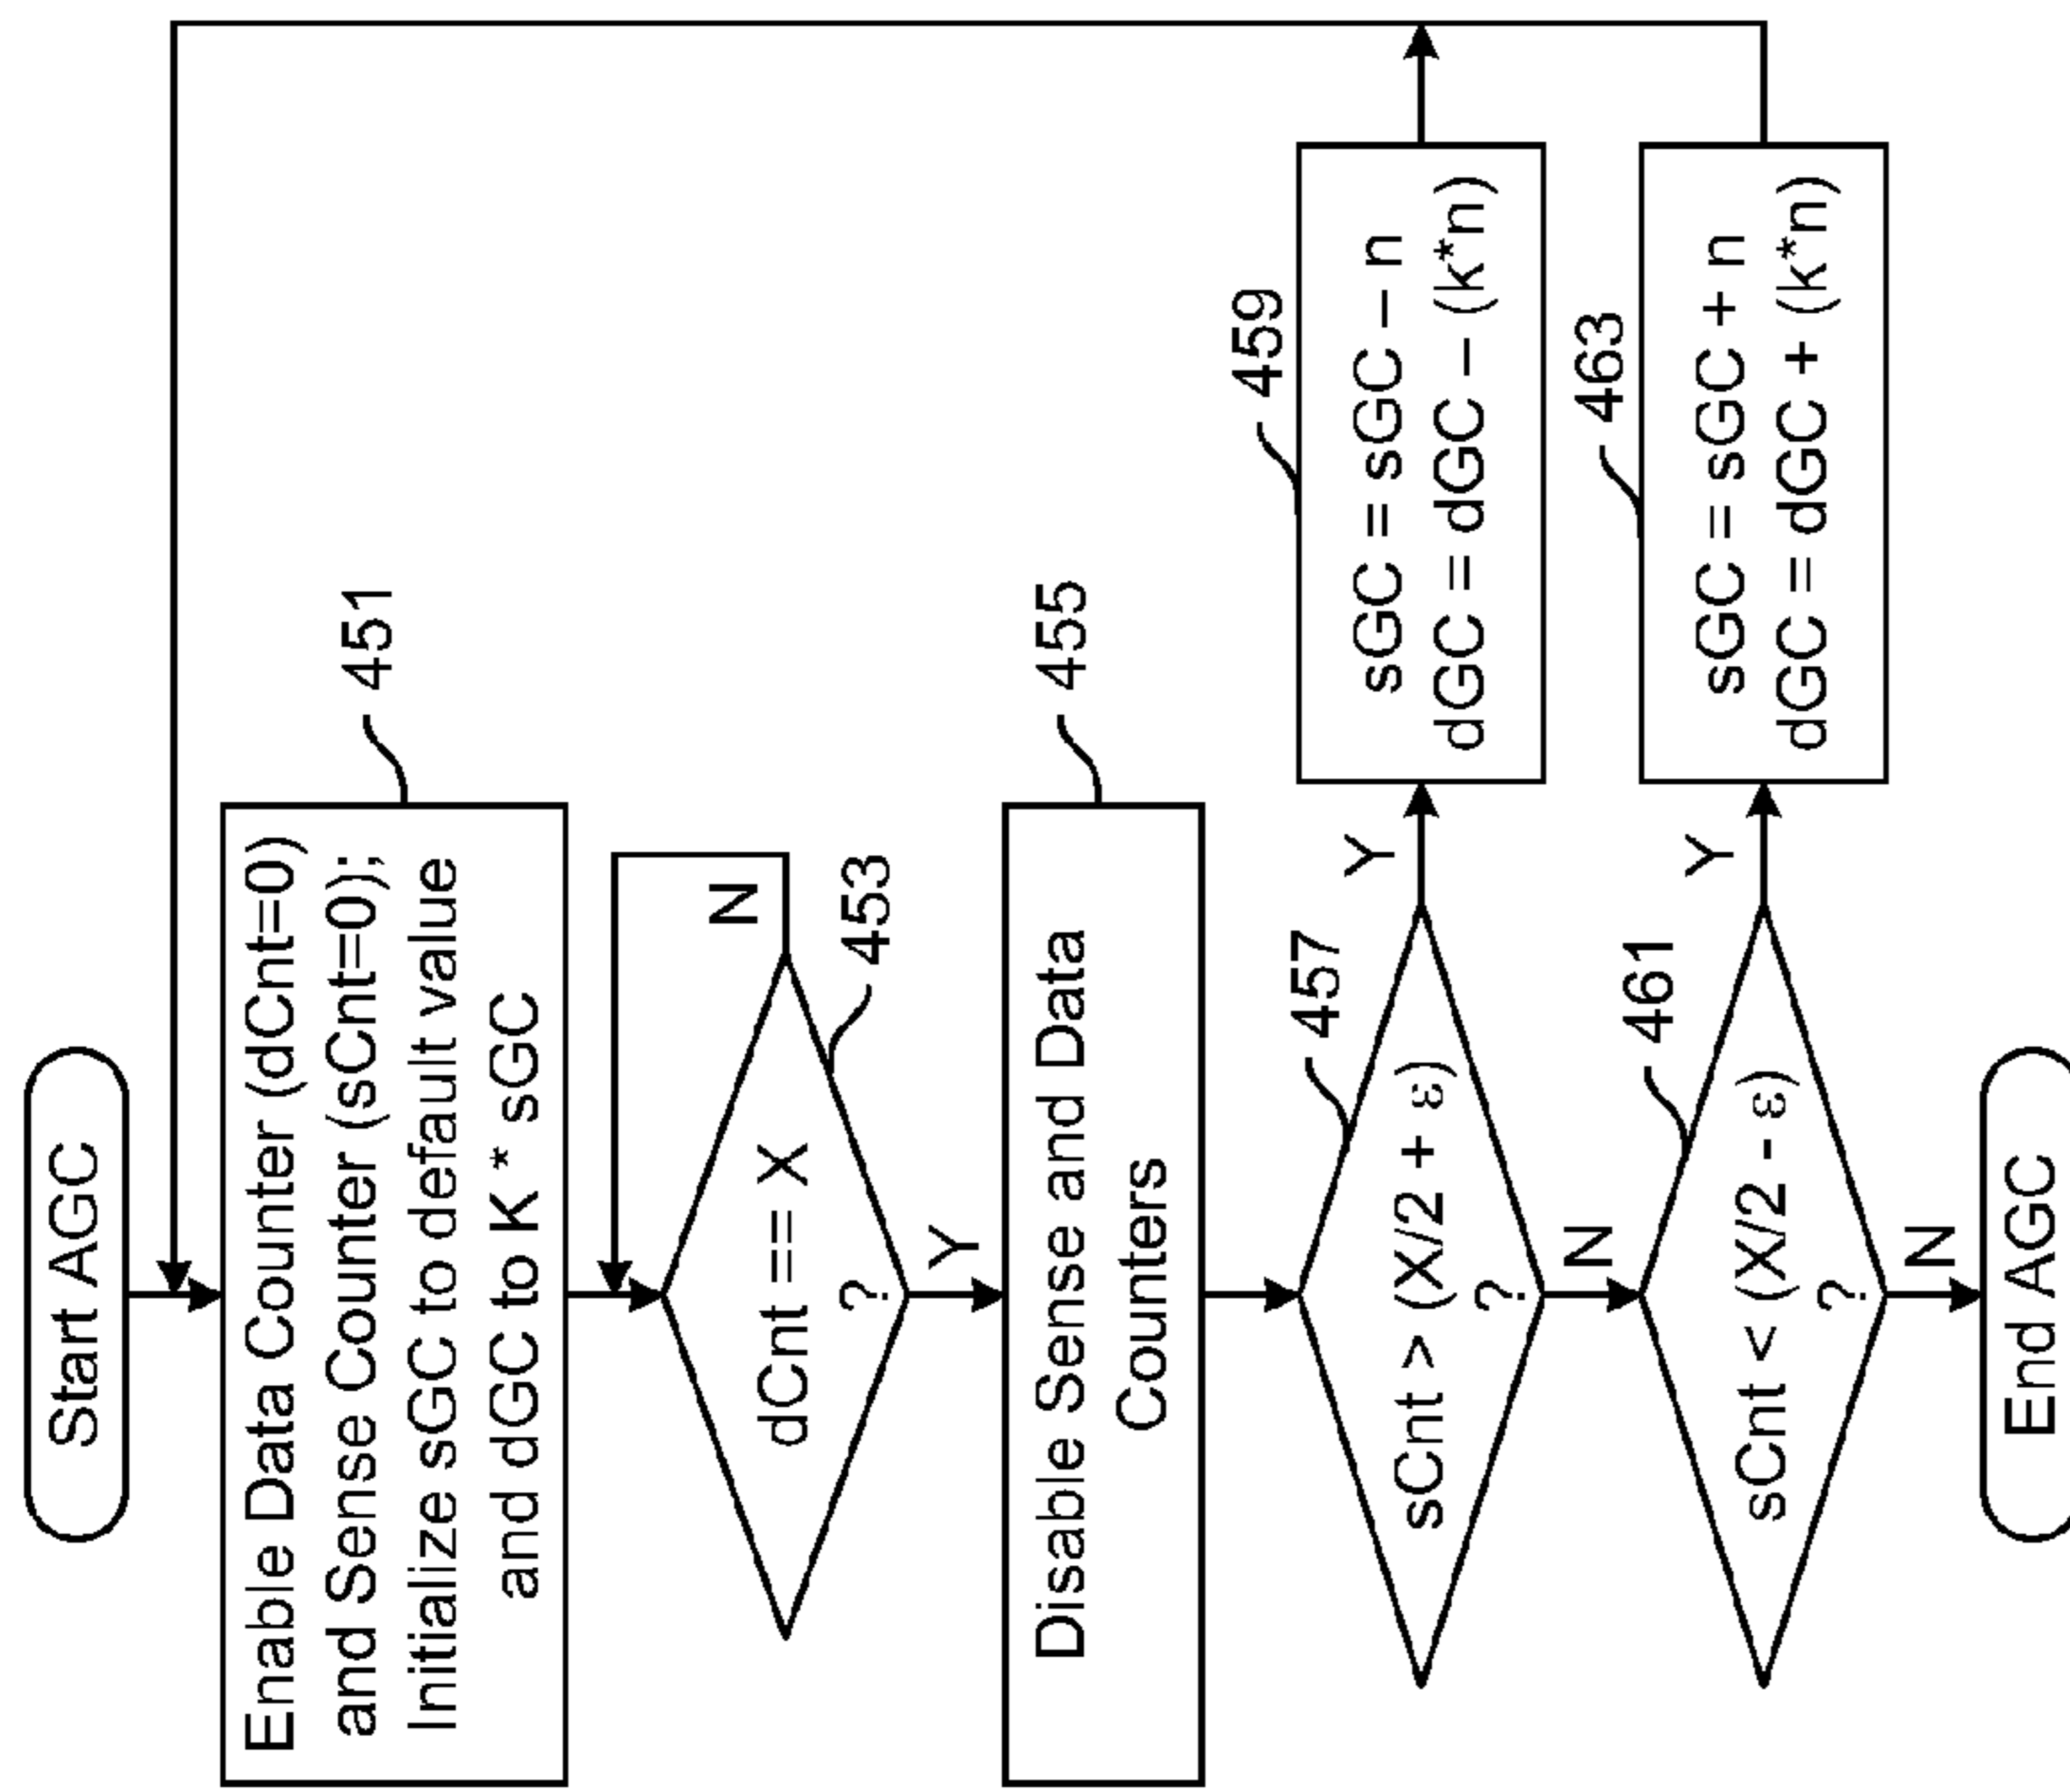 Start AGC
Enable Data Counter (dCnt=0)
and Sense Counter (sCnt=0);
Initialize sGC to default value
and dGC to K * sGC
451
dCnt == X
?
453
N
Y
Disable Sense and Data
Counters
455
sCnt > (X/2 + ε)
?
457
Y
N
sGC = sGC – n
dGC = dGC – (k*n)
459
sCnt < (X/2 - ε)
?
461
Y
N
sGC = sGC + n
dGC = dGC + (k*n)
463
End AGC